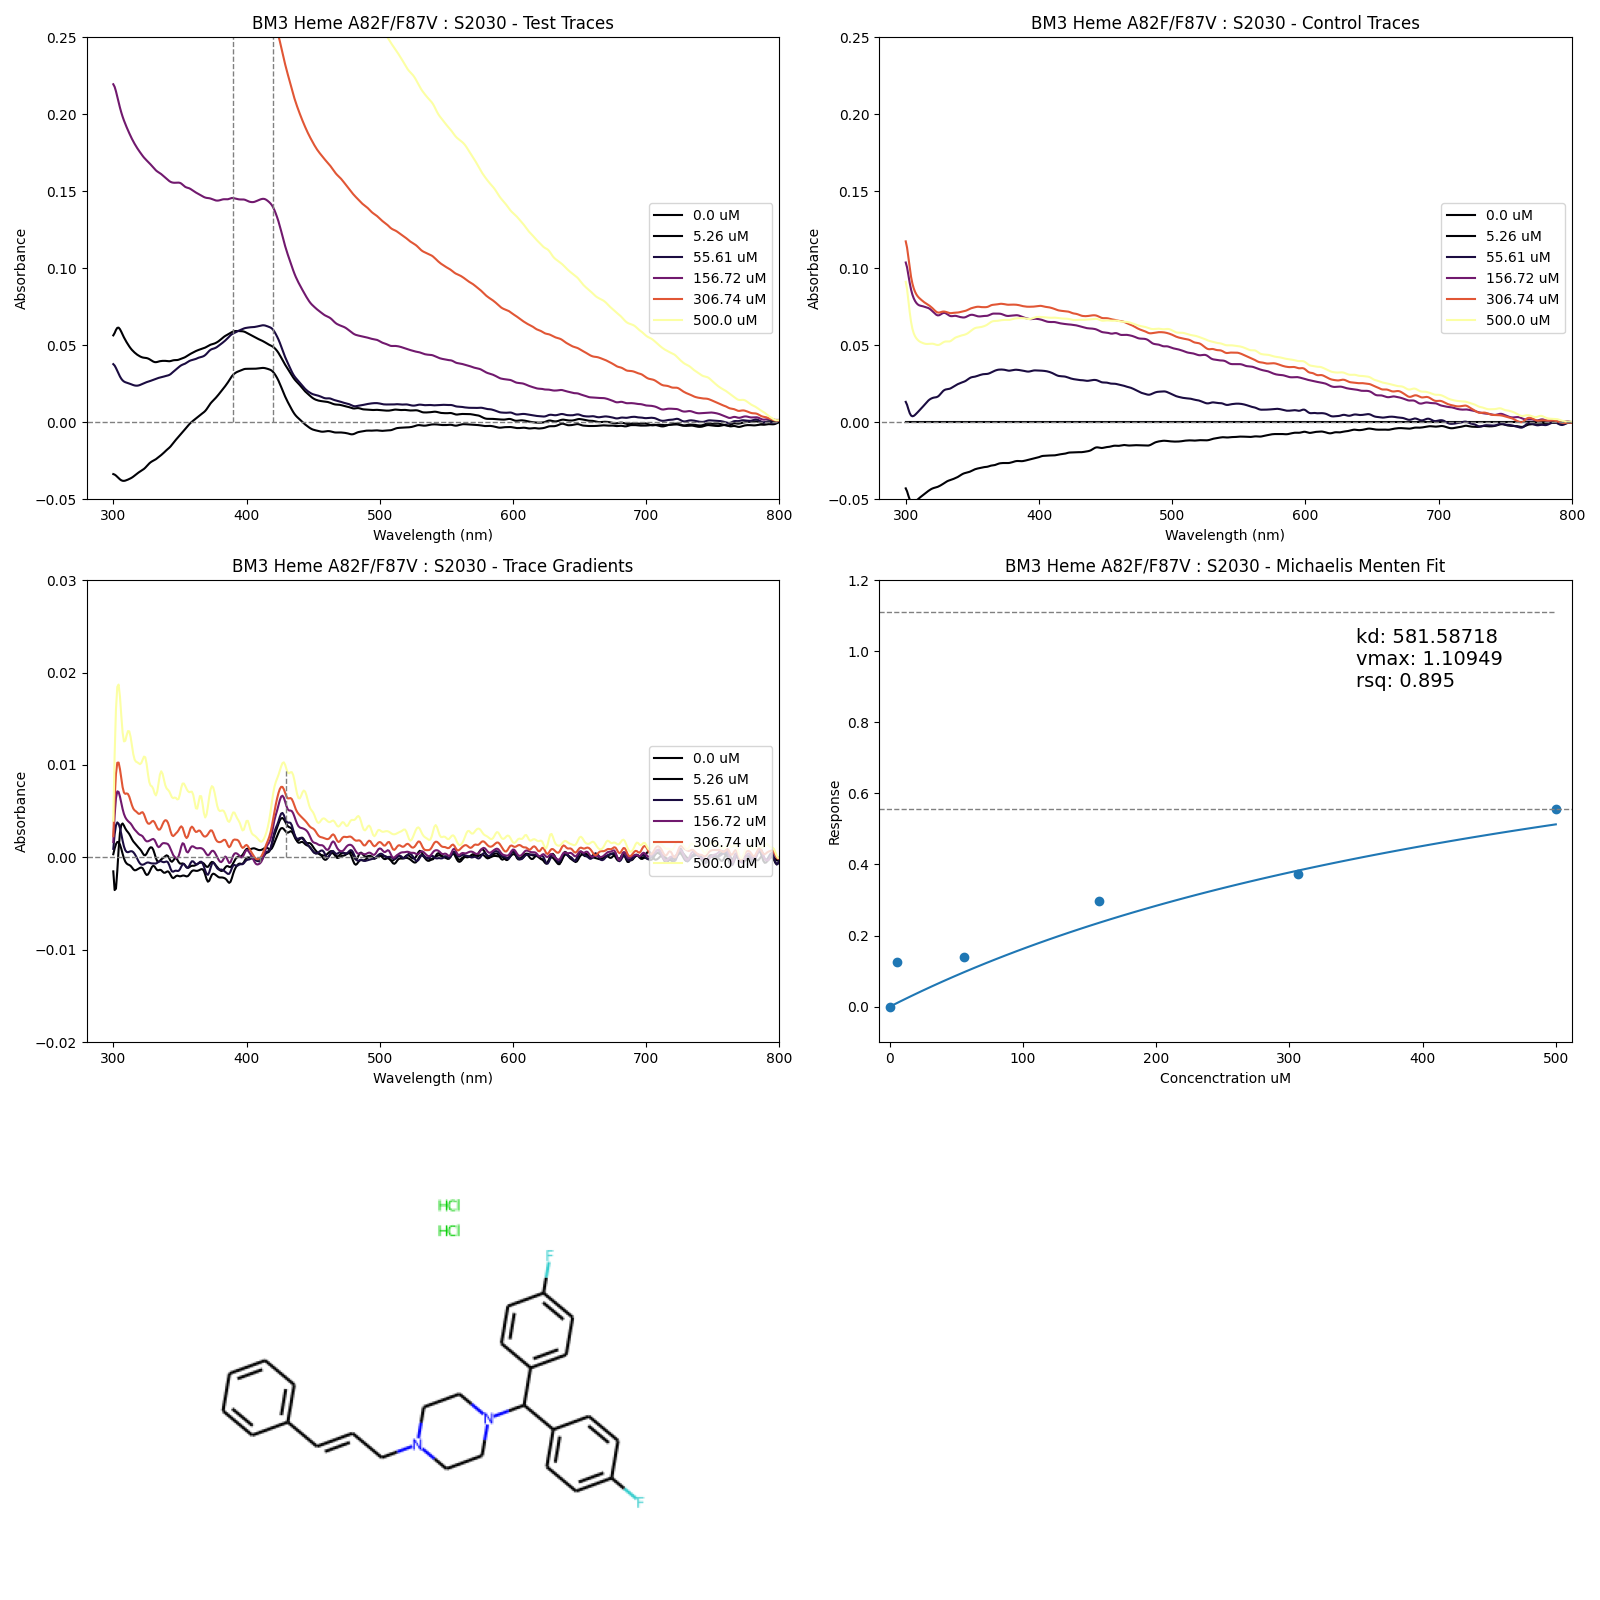 BM3 Heme A82F/F87V : S2030 - Test Traces
Absorbance
0.25
0.20
0.15
0.10
0.05
0.00
−0.05
300
400
500
600
700
800
Wavelength (nm)
0.0 uM
5.26 uM
55.61 uM
156.72 uM
306.74 uM
500.0 uM
BM3 Heme A82F/F87V : S2030 - Control Traces
Absorbance
0.25
0.20
0.15
0.10
0.05
0.00
−0.05
300
400
500
600
700
800
Wavelength (nm)
0.0 uM
5.26 uM
55.61 uM
156.72 uM
306.74 uM
500.0 uM
BM3 Heme A82F/F87V : S2030 - Trace Gradients
Absorbance
0.03
0.02
0.01
0.00
−0.01
−0.02
300
400
500
600
700
800
Wavelength (nm)
0.0 uM
5.26 uM
55.61 uM
156.72 uM
306.74 uM
500.0 uM
BM3 Heme A82F/F87V : S2030 - Michaelis Menten Fit
Response
1.2
1.0
0.8
0.6
0.4
0.2
0.0
0
100
200
300
400
500
Concenctration uM
kd: 581.58718
vmax: 1.10949
rsq: 0.895
HCl
HCl
F
N
N
F